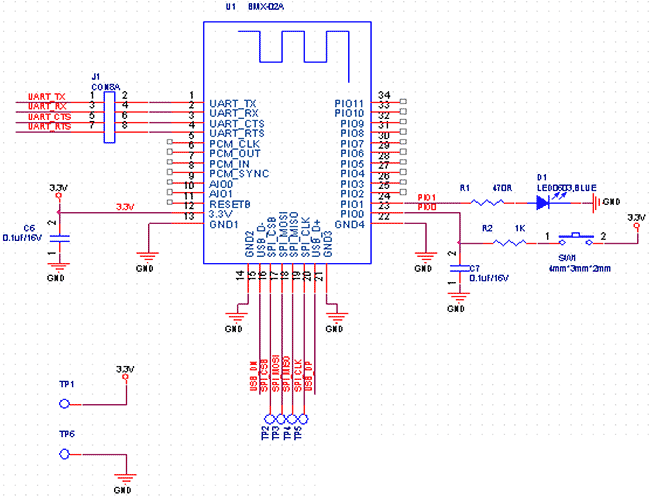 U1 BMX-02A
J1
CONSA
UART_TX 1 2 1 UART_TX PIO11 34
UART_RX 3 4 2 UART_RX PIO10 33
UART_CTS 5 6 3 UART_CTS PIO9 32
UART_RTS 7 8 4 UART_RTS PIO8 31
5 PCM_CLK PIO7 30
6 PCM_OUT PIO6 29
7 PCM_IN PIO5 28
8 PCM_SYNC PIO4 27
9 AIO0 PIO3 26
10 AIO1 PIO2 25
11 RESETB PIO1 24
12 3.3V PIO0 23
13 GND1 GND4 22
PIO1 R1 470R D1
LED0603,BLUE GND
PIO0
R2 1K 1 2 3.3V
SW1
4mm*3mm*2mm
3.3V 3.3V
C6 2
0.1uf/16V
1
GND
GND
GND
2 C7
0.1uf/16V
1
GND
GND2 USB_D- SPI_CSB SPI_MISI SPI_MISO SPI_CLK USB_D+ GND3
14 15 16 17 18 19 20 21
GND GND
USB_DN SPI_CSB SPI_MOSI SPI_MISO SPI_CLK USB_DP
TP2 TP3 TP4 TP5
TP1 3.3V
TP6
GND